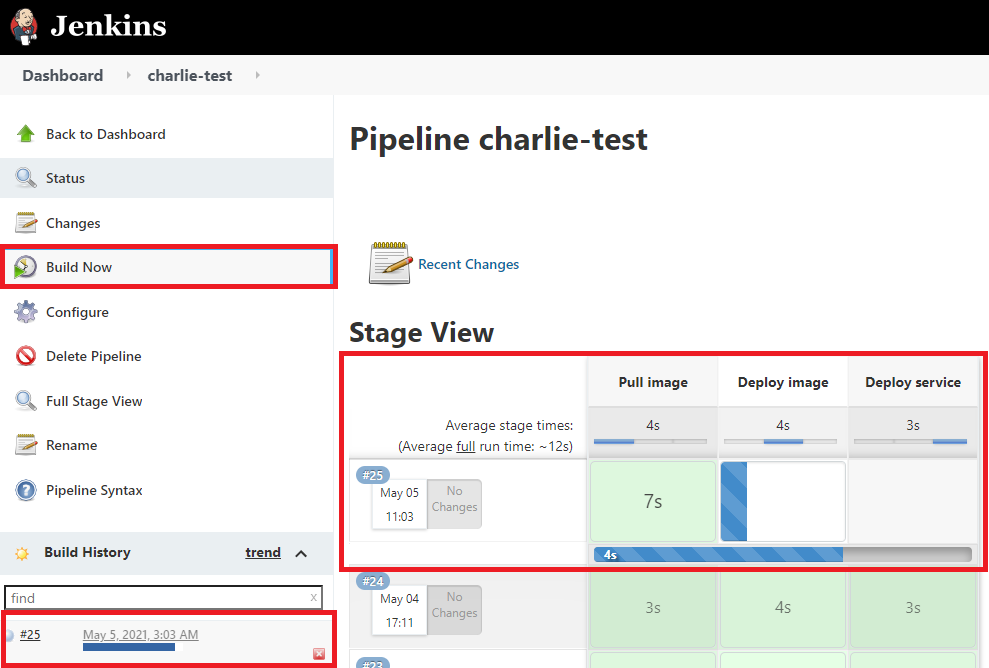 Jenkins
Dashboard
charlie-test
Back to Dashboard
Status
Changes
Build Now
Configure
Delete Pipeline
Full Stage View
Rename
Pipeline Syntax
Build History
trend
find
x
#25
May 5, 2021, 3:03 AM
Pipeline charlie-test
Recent Changes
Stage View
Pull image
Deploy image
Deploy service
Average stage times:
(Average full run time: ~12s)
4s
4s
3s
#25
May 05
11:03
No
Changes
7s
4s
#24
May 04
17:11
No
Changes
3s
4s
3s
#23